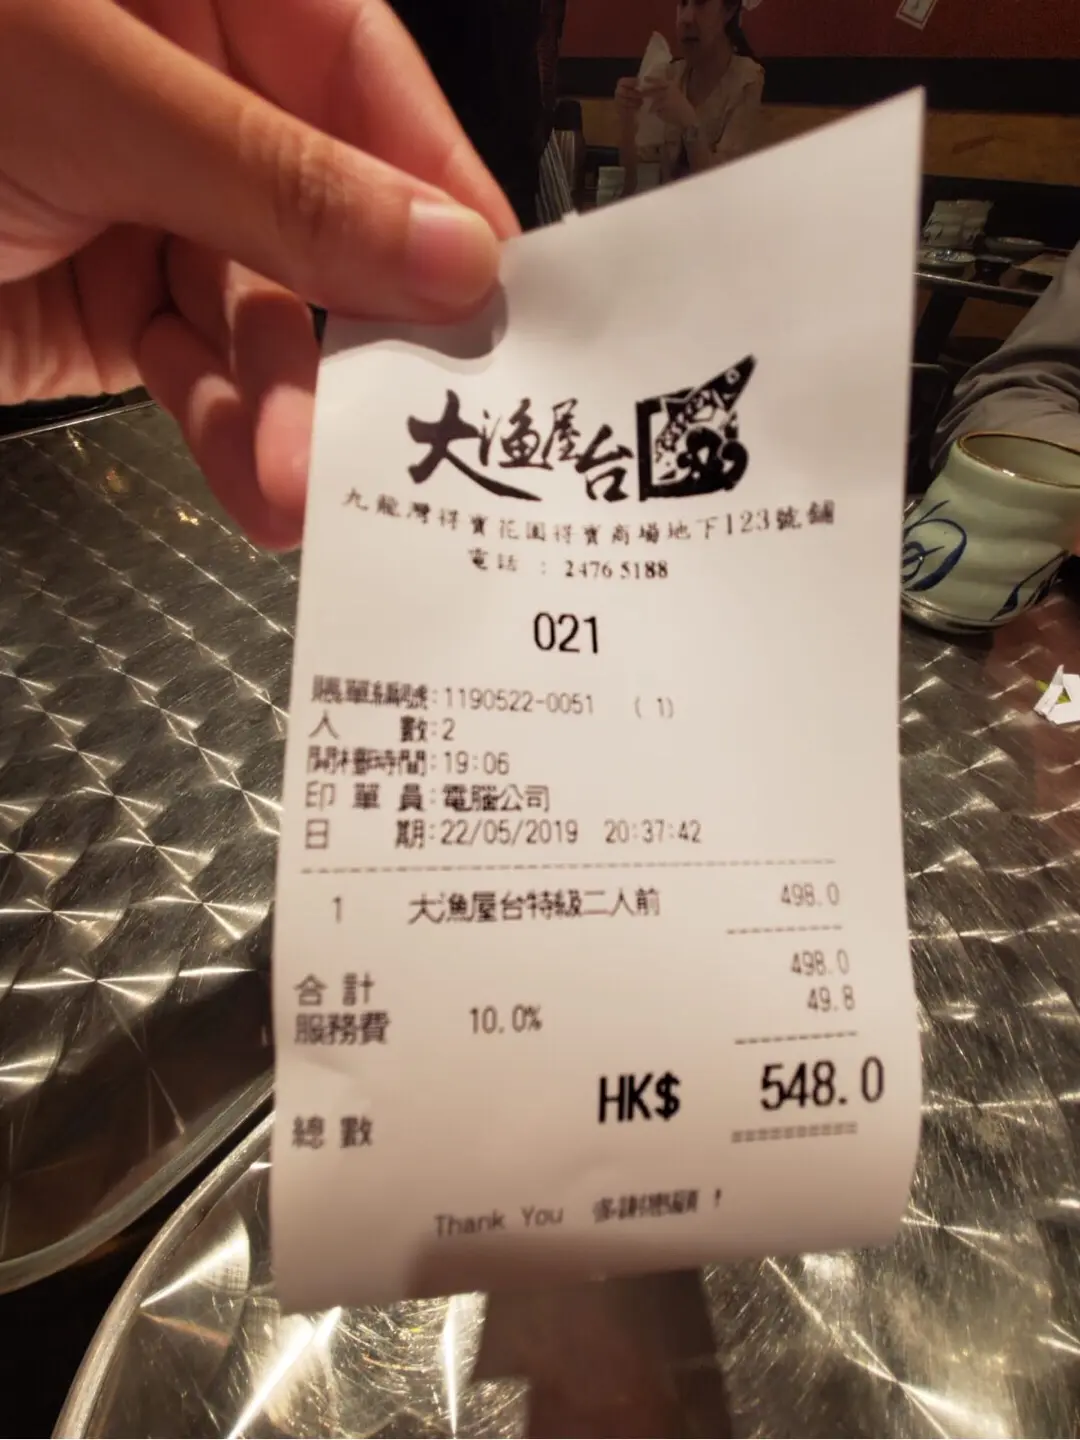 大漁屋台
九龍灣得寶花園得寶商場地下123號舖
電話 : 2476 5188
021
賬單編號:1190522-0051 ( 1)
人 數:2
開檯時間:19:06
印 單 員:電腦公司
日 期:22/05/2019 20:37:42
1 大漁屋台特級二人前 498.0
合 計 498.0
服務費 10.0% 49.8
總 數 HK$ 548.0
Thank You 多謝惠顧 !